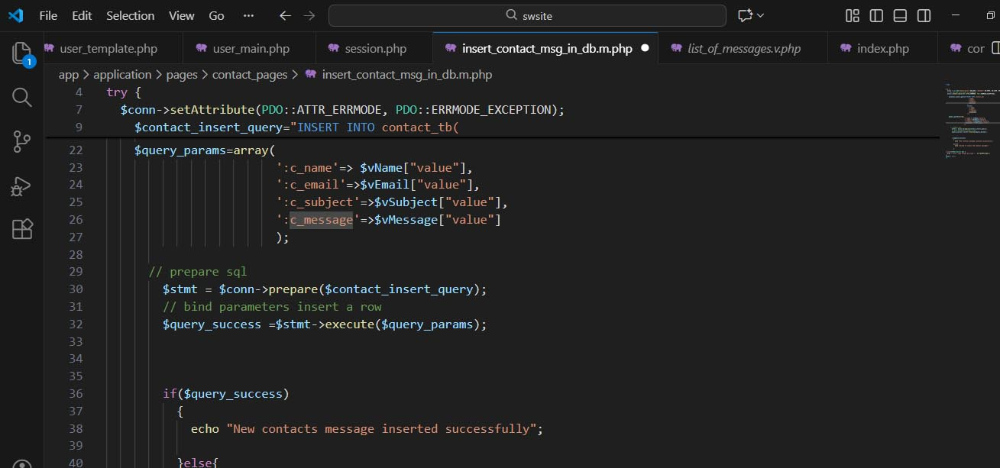 File Edit Selection View Go ··· swsite
user_template.php user_main.php session.php insert_contact_msg_in_db.m.php list_of_messages.v.php index.php cor
1
app > application > pages > contact_pages > insert_contact_msg_in_db.m.php
4 try {
7 $conn->setAttribute(PDO::ATTR_ERRMODE, PDO::ERRMODE_EXCEPTION);
9 $contact_insert_query="INSERT INTO contact_tb(
22 $query_params=array(
23 ':c_name'=> $vName["value"],
24 ':c_email'=>$vEmail["value"],
25 ':c_subject'=>$vSubject["value"],
26 ':c_message'=>$vMessage["value"]
27 );
28
29 // prepare sql
30 $stmt = $conn->prepare($contact_insert_query);
31 // bind parameters insert a row
32 $query_success =$stmt->execute($query_params);
33
34
35
36 if($query_success)
37 {
38 echo "New contacts message inserted successfully";
39
40 }else{